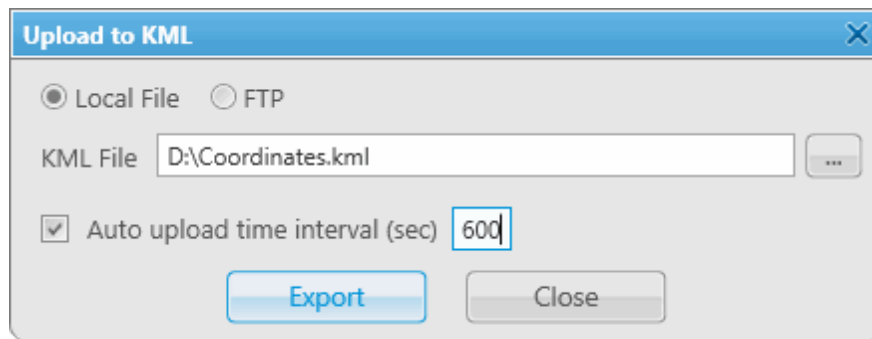 Upload to KML
Local File FTP
KML File D:\Coordinates.kml ...
Auto upload time interval (sec) 600
Export Close